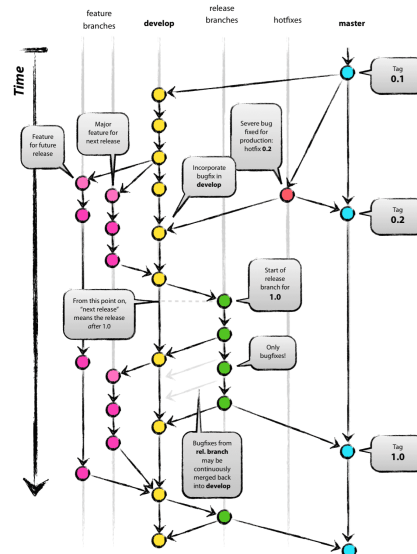 feature
branches
develop
release
branches
hotfixes
master
Time
Tag
0.1
Major
feature for
next release
Feature
for future
release
Severe bug
fixed for
production:
hotfix 0.2
Incorporate
bugfix in
develop
Tag
0.2
Start of
release
branch for
1.0
From this point on,
"next release"
means the release
after 1.0
Only
bugfixes!
Bugfixes from
rel. branch
may be
continuously
merged back
into develop
Tag
1.0